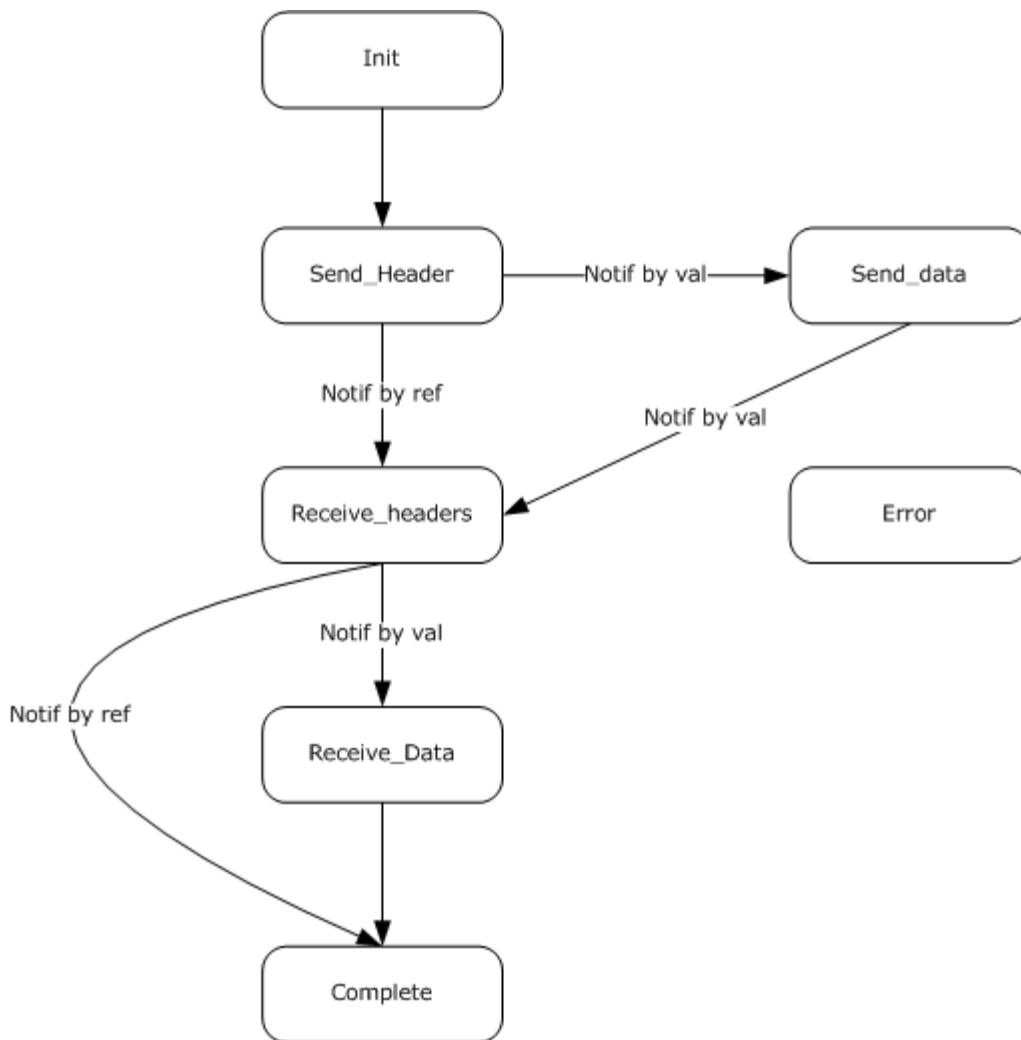 Init
Send_Header
Notif by val
Send_data
Notif by ref
Notif by val
Receive_headers
Error
Notif by val
Notif by ref
Receive_Data
Complete